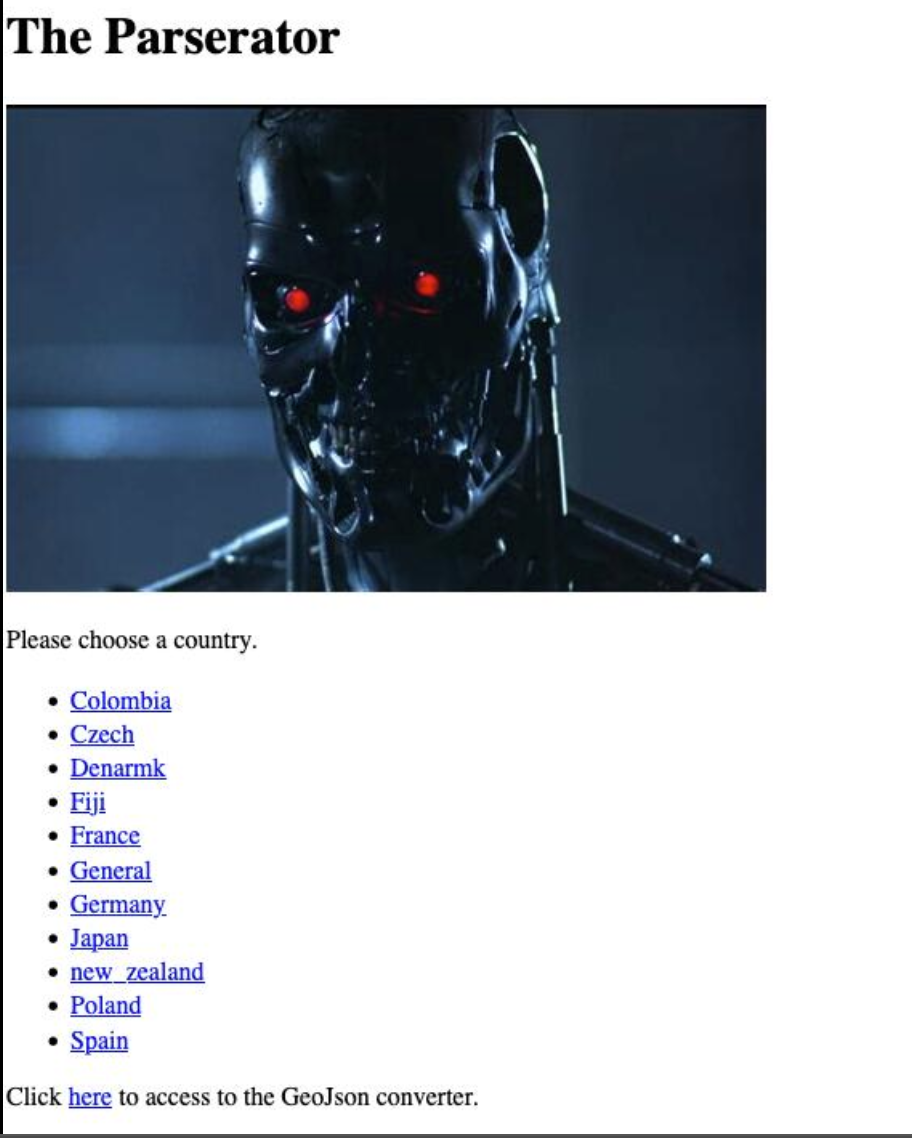 The Parserator
Please choose a country.
Colombia
Czech
Denarmk
Fiji
France
General
Germany
Japan
new_zealand
Poland
Spain
Click here to access to the GeoJson converter.